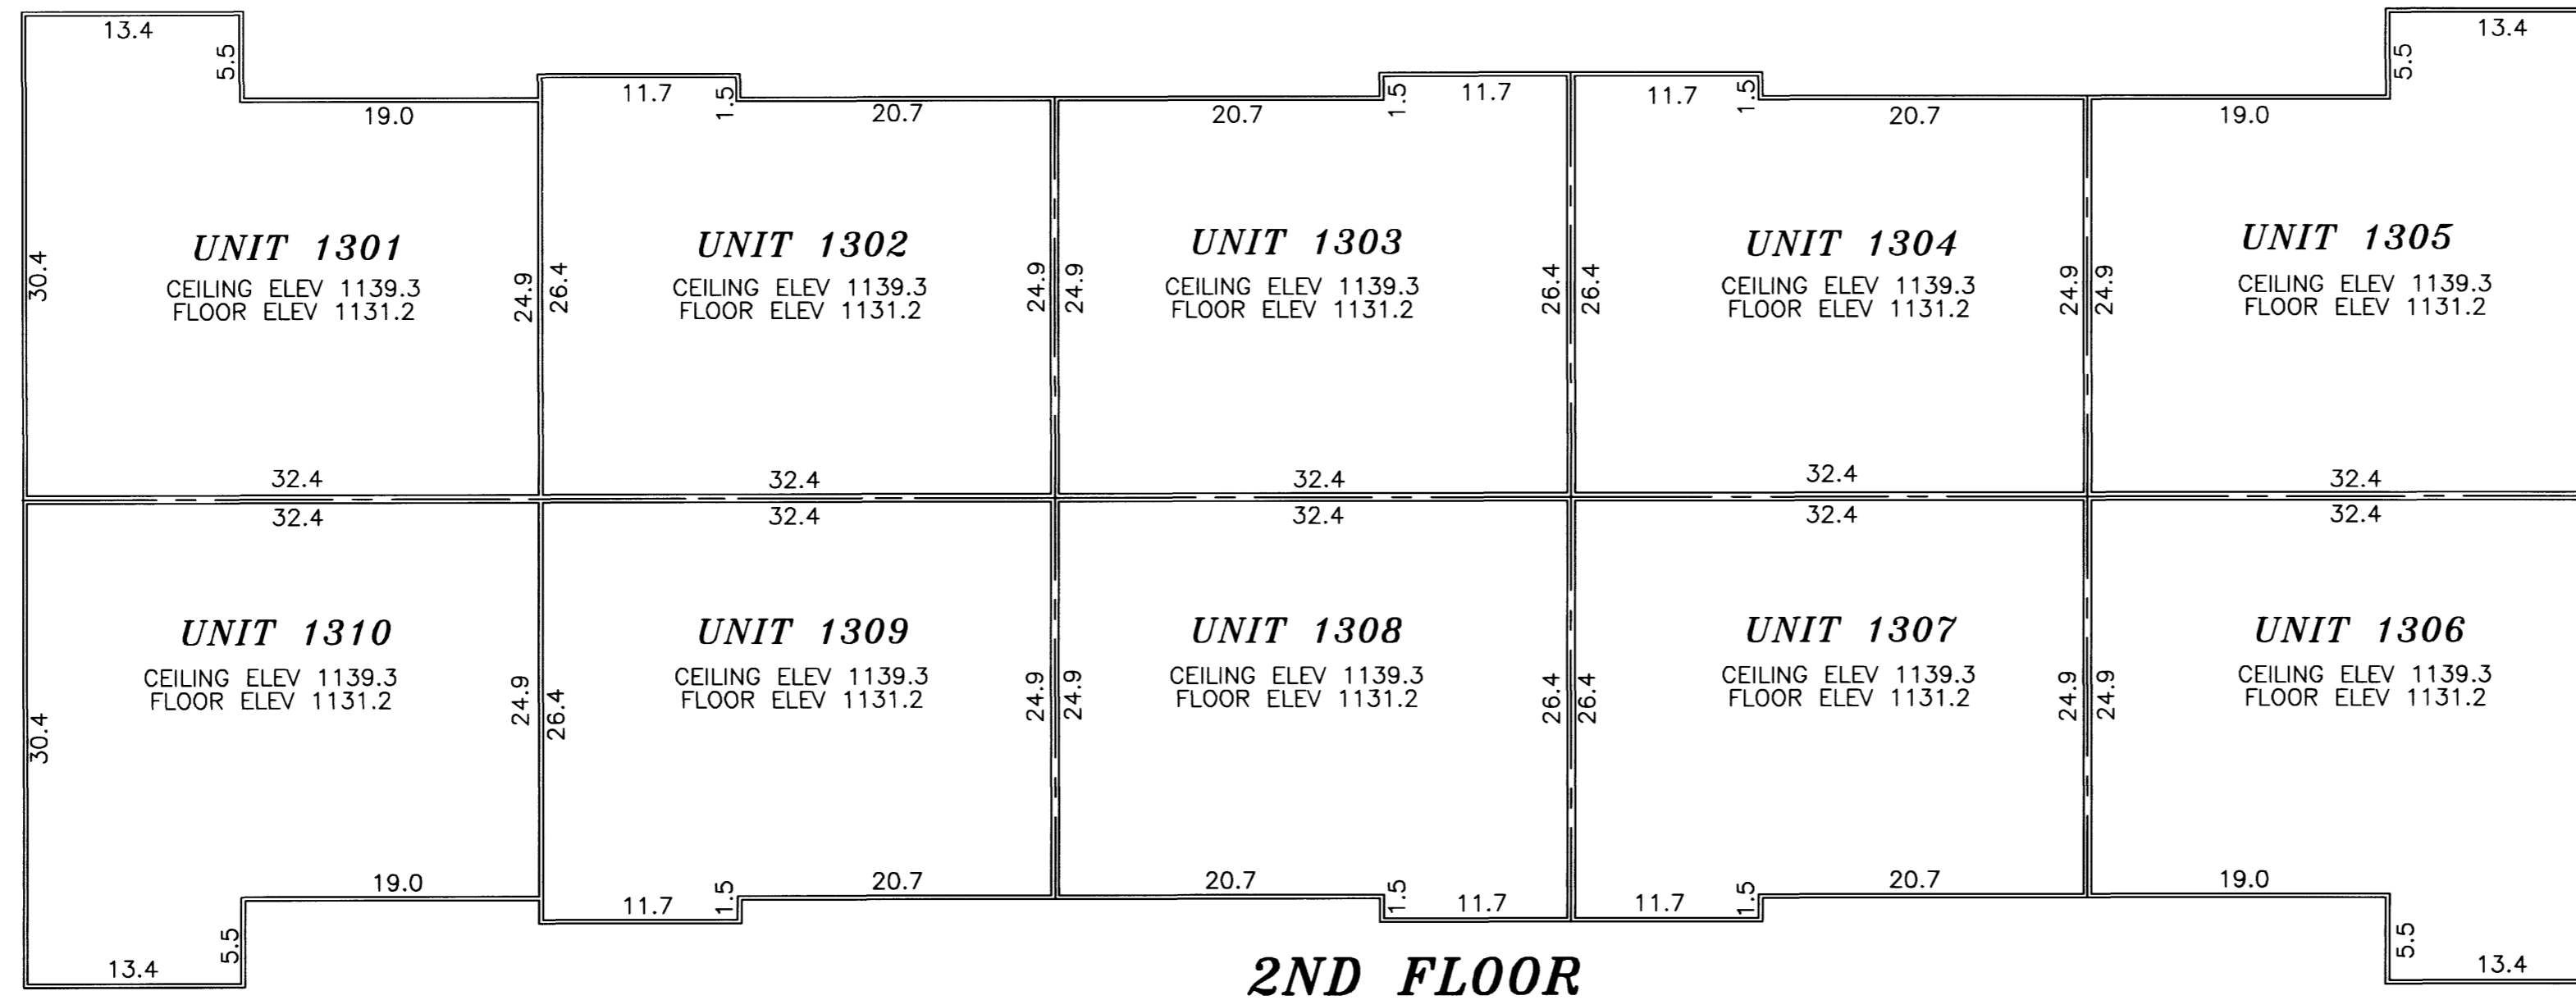 13.4
5.5
19.0
11.7
1.5
20.7
20.7
1.5
11.7
11.7
1.5
20.7
19.0
5.5
13.4
UNIT 1301
CEILING ELEV 1139.3
FLOOR ELEV 1131.2
30.4
24.9
32.4
UNIT 1302
CEILING ELEV 1139.3
FLOOR ELEV 1131.2
26.4
24.9
32.4
UNIT 1303
CEILING ELEV 1139.3
FLOOR ELEV 1131.2
24.9
26.4
32.4
UNIT 1304
CEILING ELEV 1139.3
FLOOR ELEV 1131.2
26.4
24.9
32.4
UNIT 1305
CEILING ELEV 1139.3
FLOOR ELEV 1131.2
24.9
32.4
32.4
UNIT 1310
CEILING ELEV 1139.3
FLOOR ELEV 1131.2
30.4
24.9
19.0
5.5
13.4
32.4
UNIT 1309
CEILING ELEV 1139.3
FLOOR ELEV 1131.2
26.4
24.9
11.7
1.5
20.7
32.4
UNIT 1308
CEILING ELEV 1139.3
FLOOR ELEV 1131.2
24.9
26.4
20.7
1.5
11.7
32.4
UNIT 1307
CEILING ELEV 1139.3
FLOOR ELEV 1131.2
26.4
24.9
11.7
1.5
20.7
32.4
UNIT 1306
CEILING ELEV 1139.3
FLOOR ELEV 1131.2
24.9
19.0
5.5
13.4
2ND FLOOR